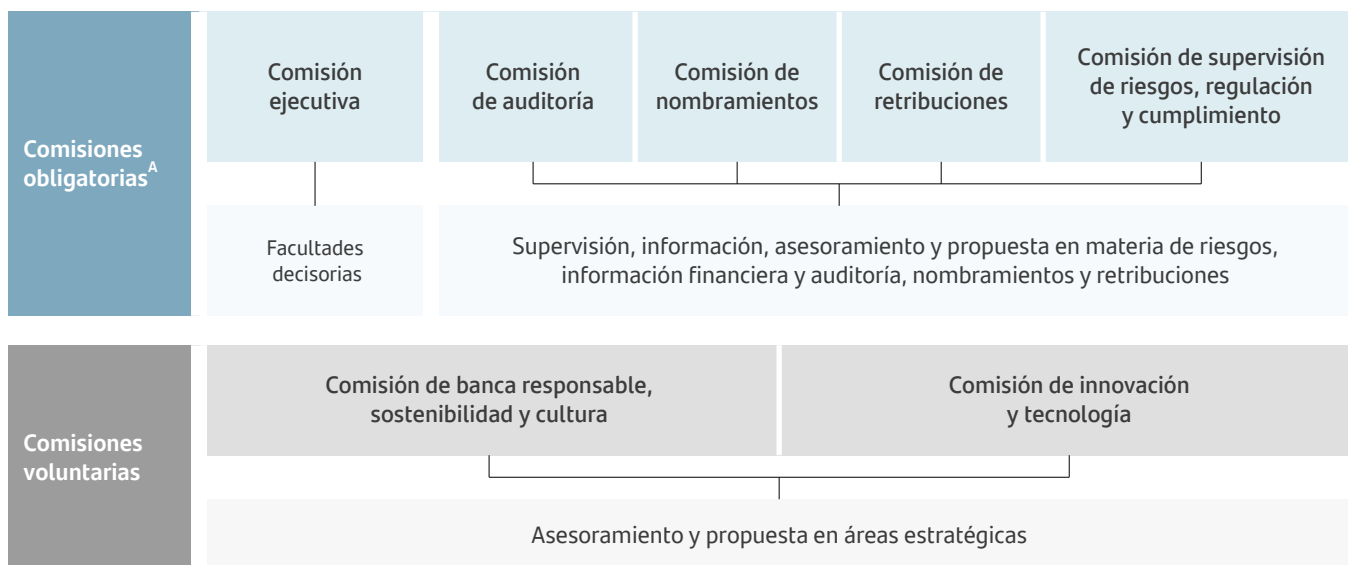 Comisiones
obligatorias^A
Comisión
ejecutiva
Comisión
de auditoría
Comisión de
nombramientos
Comisión de
retribuciones
Comisión de supervisión
de riesgos, regulación
y cumplimiento
Facultades
decisorias
Supervisión, información, asesoramiento y propuesta en materia de riesgos,
información financiera y auditoría, nombramientos y retribuciones
Comisiones
voluntarias
Comisión de banca responsable,
sostenibilidad y cultura
Comisión de innovación
y tecnología
Asesoramiento y propuesta en áreas estratégicas